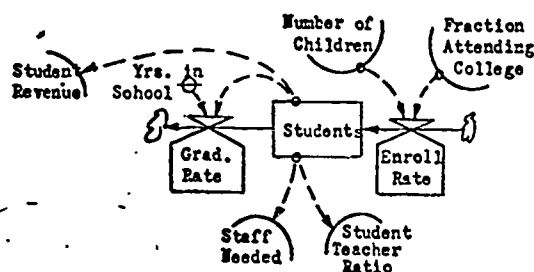 Number of
Children
Fraction
Attending
College
Student
Revenue
Yrs. in
School
Students
Grad.
Rate
Enroll
Rate
Staff
Needed
Student
Teacher
Ratio